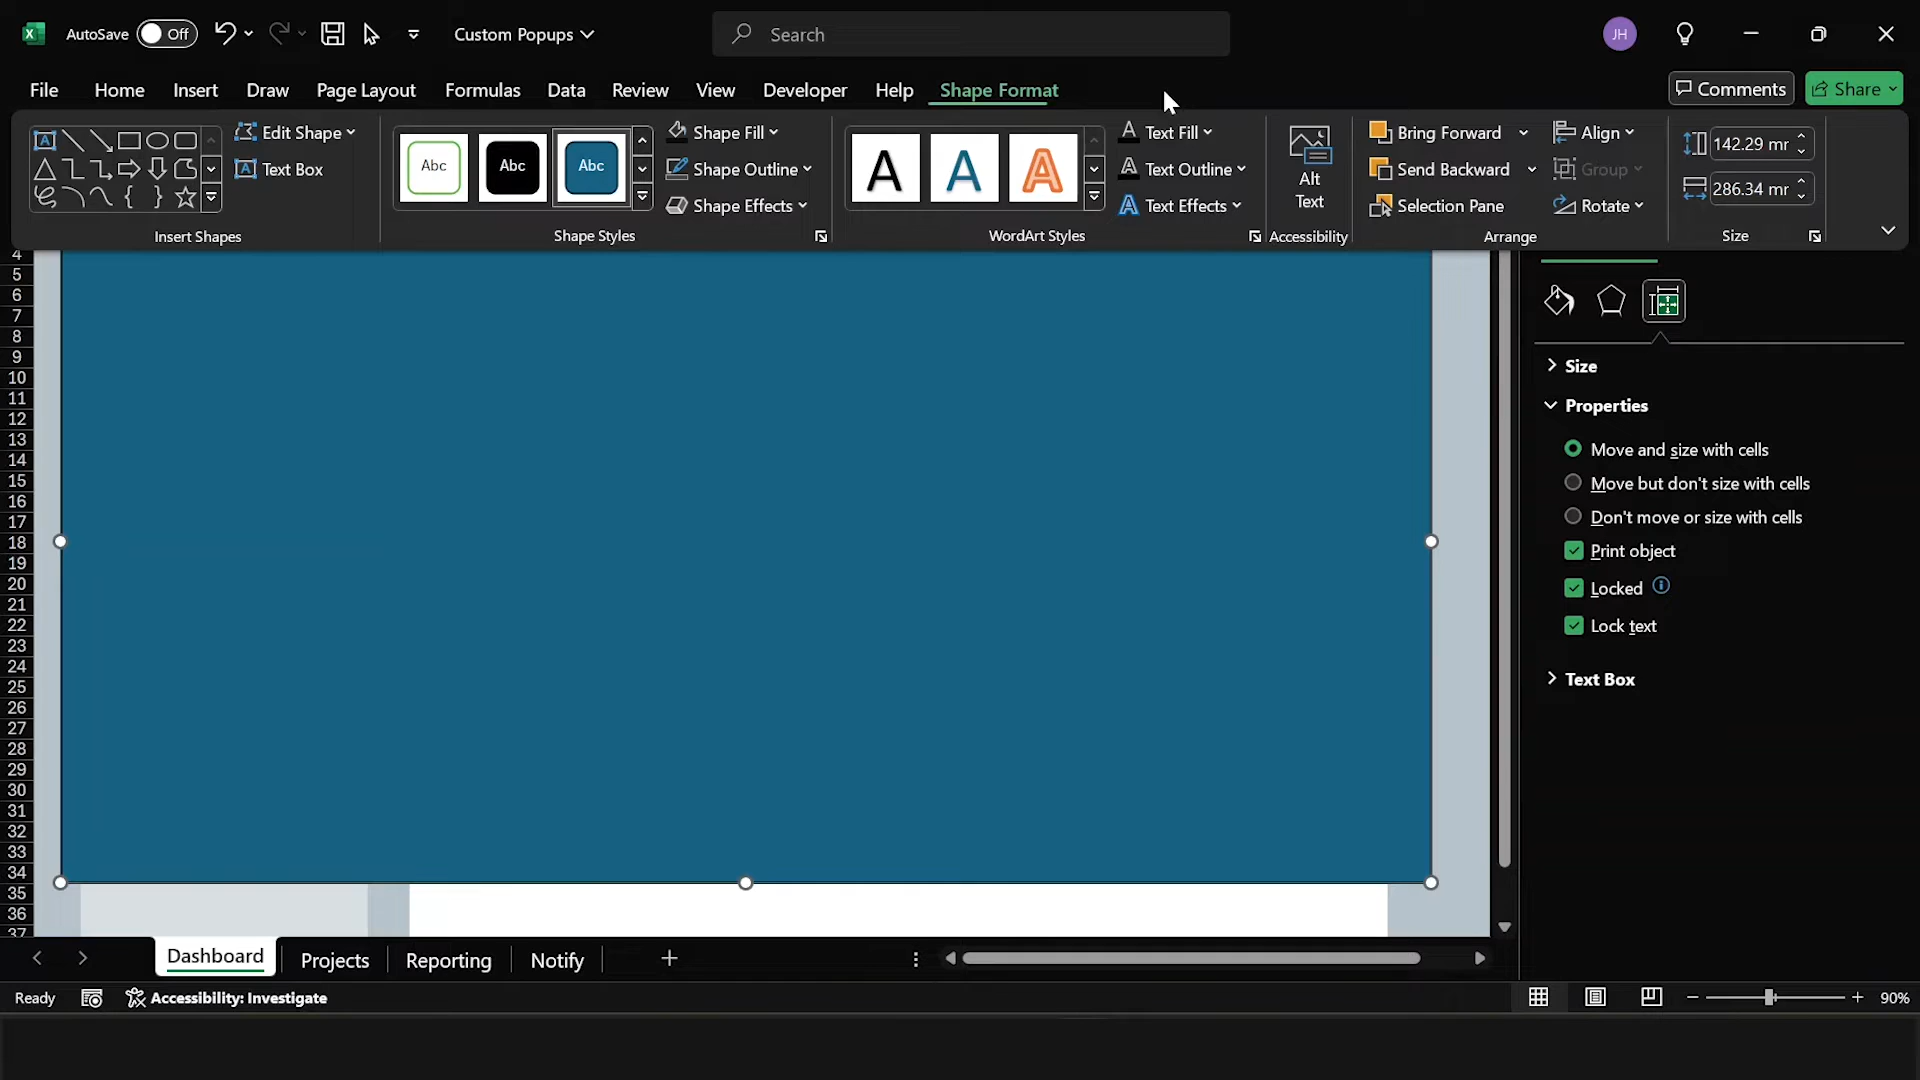 AutoSave Off Custom Popups Search JH
File Home Insert Draw Page Layout Formulas Data Review View Developer Help Shape Format Comments Share
Edit Shape
Text Box
Insert Shapes
Abc Abc Abc
Shape Fill
Shape Outline
Shape Effects
Shape Styles
A A A
WordArt Styles
Text Fill
Text Outline
Text Effects
Alt
Text
Accessibility
Bring Forward
Send Backward
Selection Pane
Align
Group
Rotate
Arrange
142.29 mr
286.34 mr
Size
4
5
6
7
8
9
10
11
12
13
14
15
16
17
18
19
20
21
22
23
24
25
26
27
28
29
30
31
32
33
34
35
36
37
Size
Properties
Move and size with cells
Move but don't size with cells
Don't move or size with cells
Print object
Locked
Lock text
Text Box
Dashboard Projects Reporting Notify
Ready Accessibility: Investigate 90%